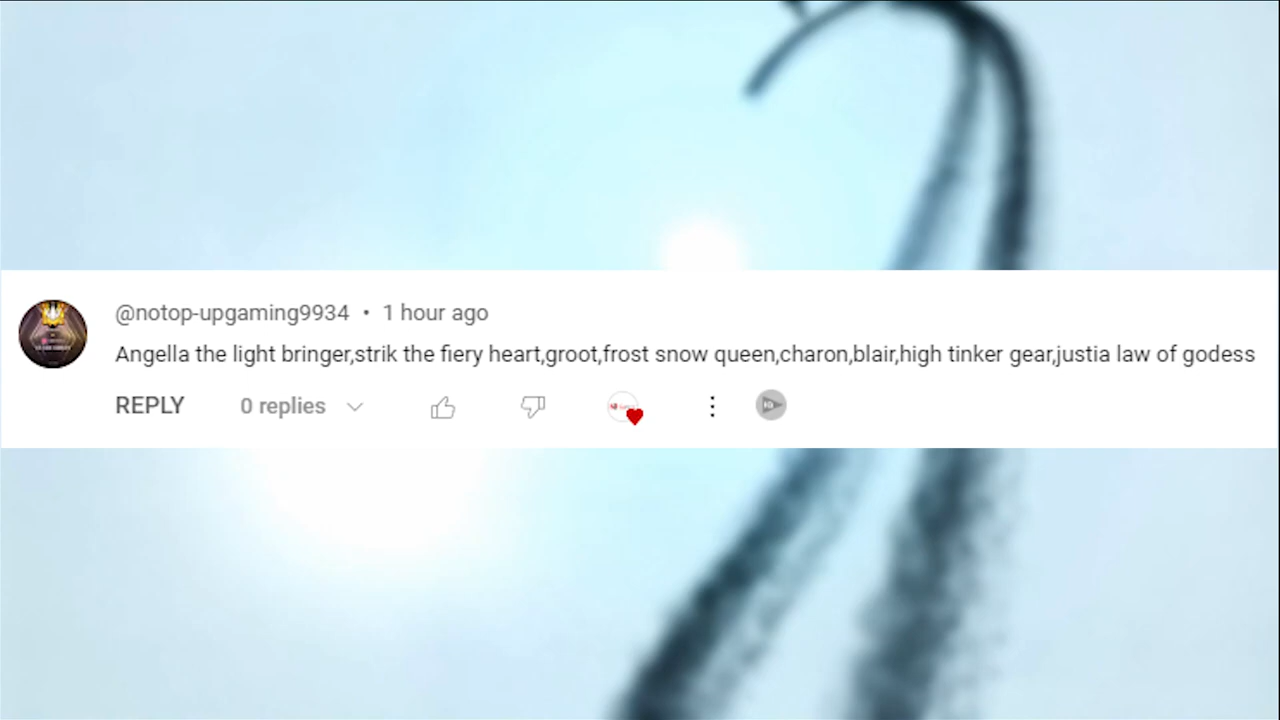 @notop-upgaming9934 • 1 hour ago
Angella the light bringer,strik the fiery heart,groot,frost snow queen,charon,blair,high tinker gear,justia law of godess
REPLY 0 replies